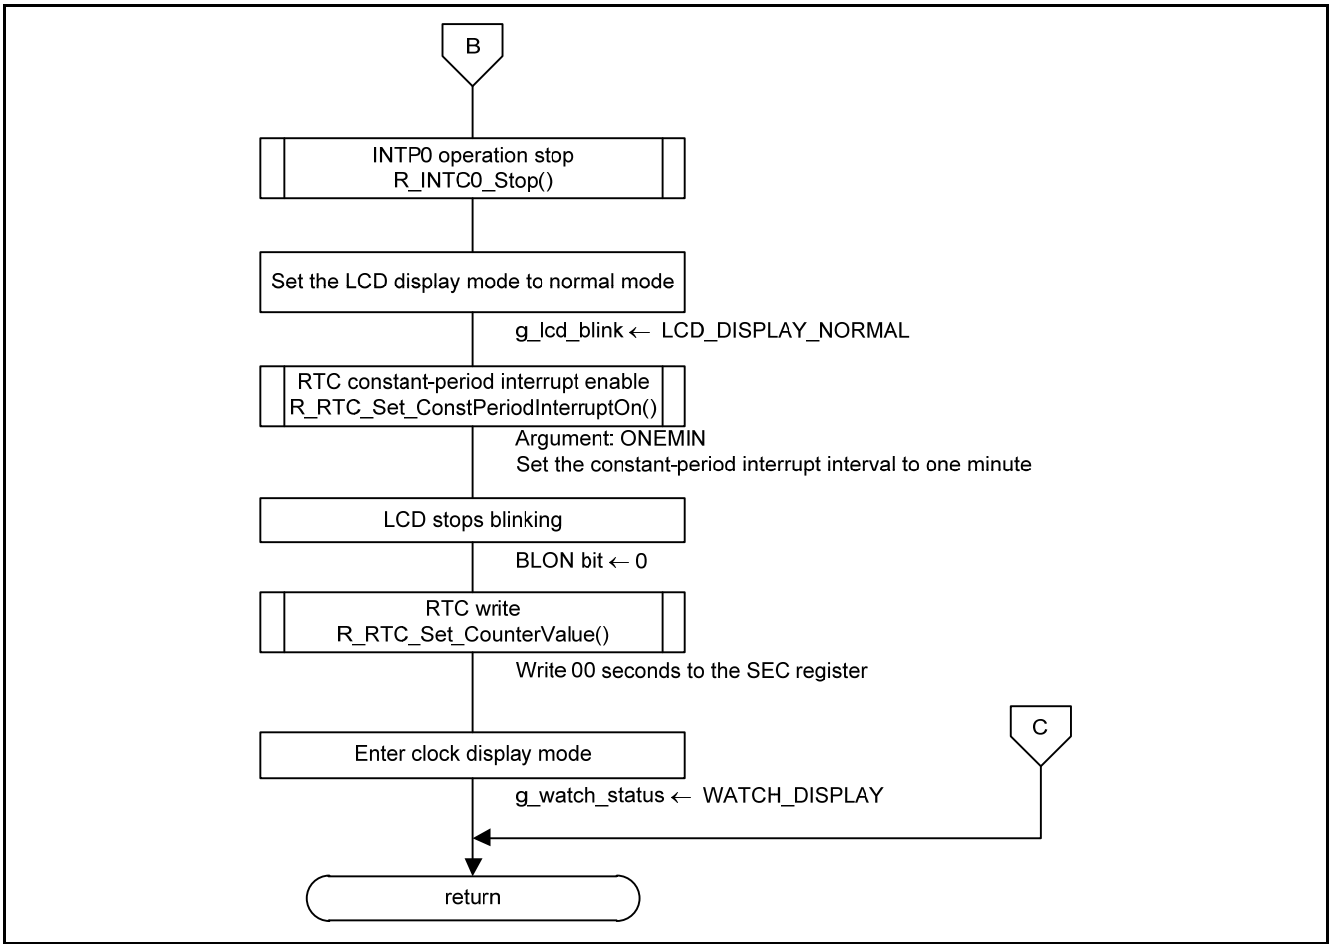 B
INTP0 operation stop
R_INTC0_Stop()
Set the LCD display mode to normal mode
g_lcd_blink ← LCD_DISPLAY_NORMAL
RTC constant-period interrupt enable
R_RTC_Set_ConstPeriodInterruptOn()
Argument: ONEMIN
Set the constant-period interrupt interval to one minute
LCD stops blinking
BLON bit ← 0
RTC write
R_RTC_Set_CounterValue()
Write 00 seconds to the SEC register
C
Enter clock display mode
g_watch_status ← WATCH_DISPLAY
return